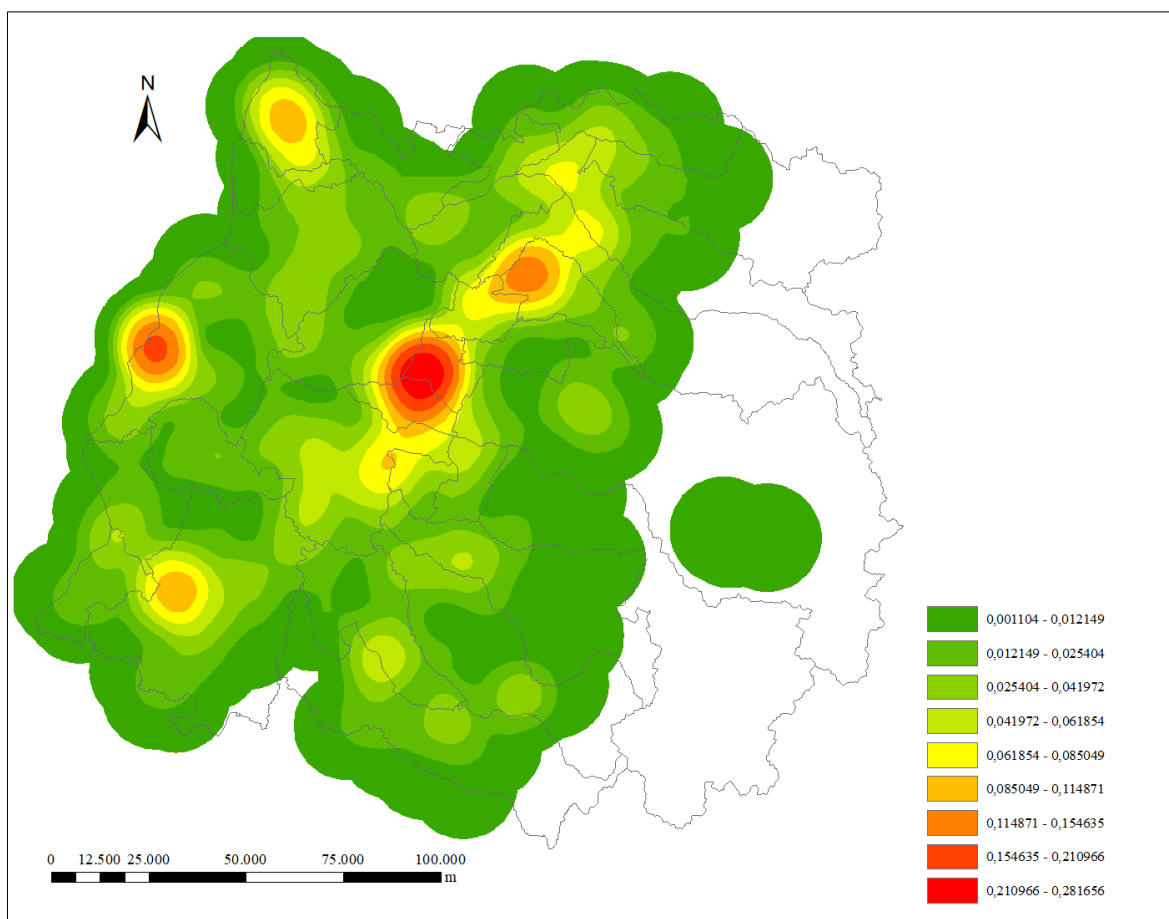 N
0,001104 - 0,012149
0,012149 - 0,025404
0,025404 - 0,041972
0,041972 - 0,061854
0,061854 - 0,085049
0,085049 - 0,114871
0,114871 - 0,154635
0,154635 - 0,210966
0,210966 - 0,281656
0 12.500 25.000 50.000 75.000 100.000
m